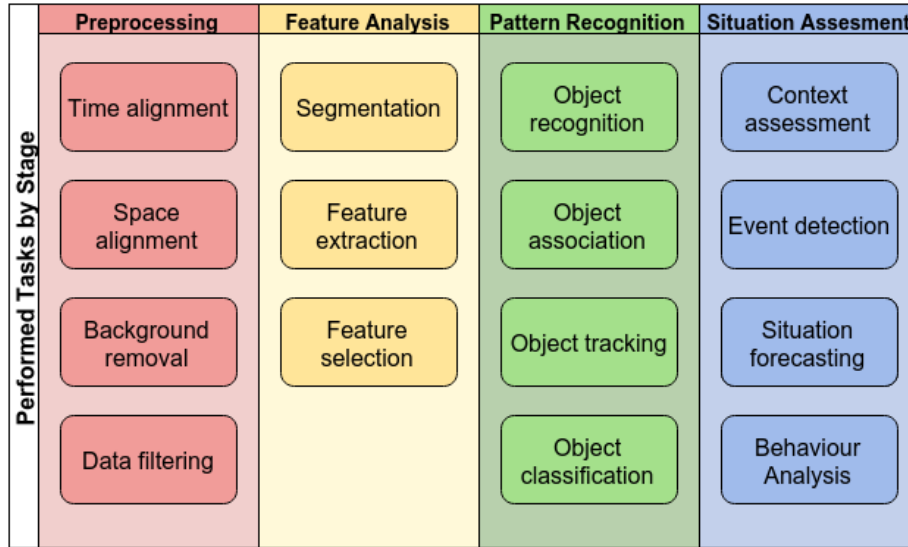 Preprocessing
Feature Analysis
Pattern Recognition
Situation Assesment
Performed Tasks by Stage
Time alignment
Space
alignment
Background
removal
Data filtering
Segmentation
Feature
extraction
Feature
selection
Object
recognition
Object
association
Object tracking
Object
classification
Context
assessment
Event detection
Situation
forecasting
Behaviour
Analysis